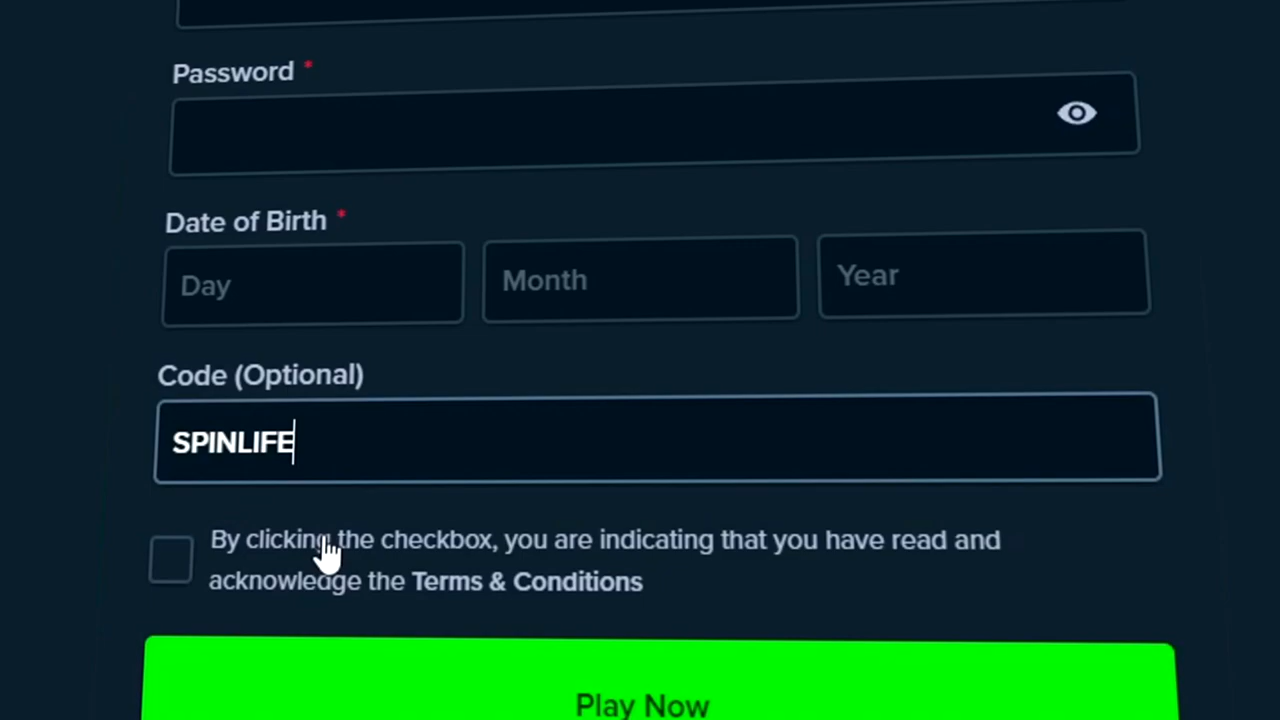 Password *
Date of Birth *
Day Month Year
Code (Optional)
SPINLIFE
By clicking the checkbox, you are indicating that you have read and
acknowledge the Terms & Conditions
Play Now